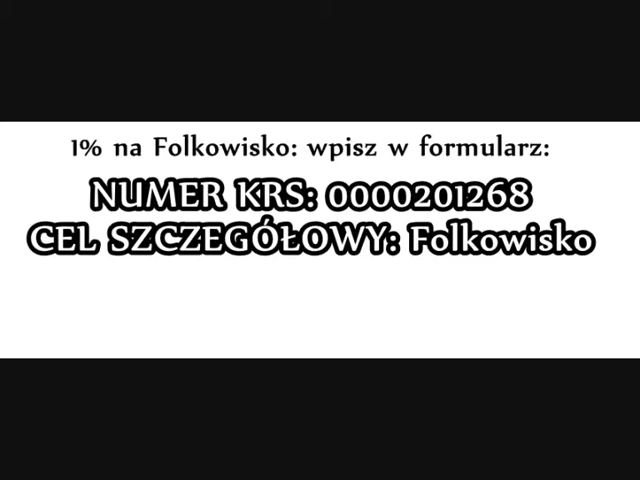 1% na Folkowisko: wpisz w formularz:
NUMER KRS: 0000201268
CEL SZCZEGÓŁOWY: Folkowisko